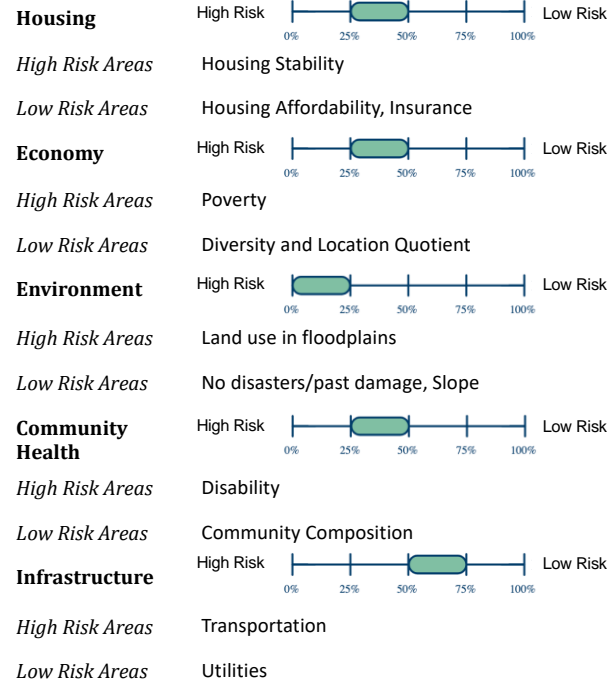 Housing High Risk Low Risk
0% 25% 50% 75% 100%
High Risk Areas Housing Stability
Low Risk Areas Housing Affordability, Insurance
Economy High Risk Low Risk
0% 25% 50% 75% 100%
High Risk Areas Poverty
Low Risk Areas Diversity and Location Quotient
Environment High Risk Low Risk
0% 25% 50% 75% 100%
High Risk Areas Land use in floodplains
Low Risk Areas No disasters/past damage, Slope
Community High Risk Low Risk
Health 0% 25% 50% 75% 100%
High Risk Areas Disability
Low Risk Areas Community Composition
Infrastructure High Risk Low Risk
0% 25% 50% 75% 100%
High Risk Areas Transportation
Low Risk Areas Utilities